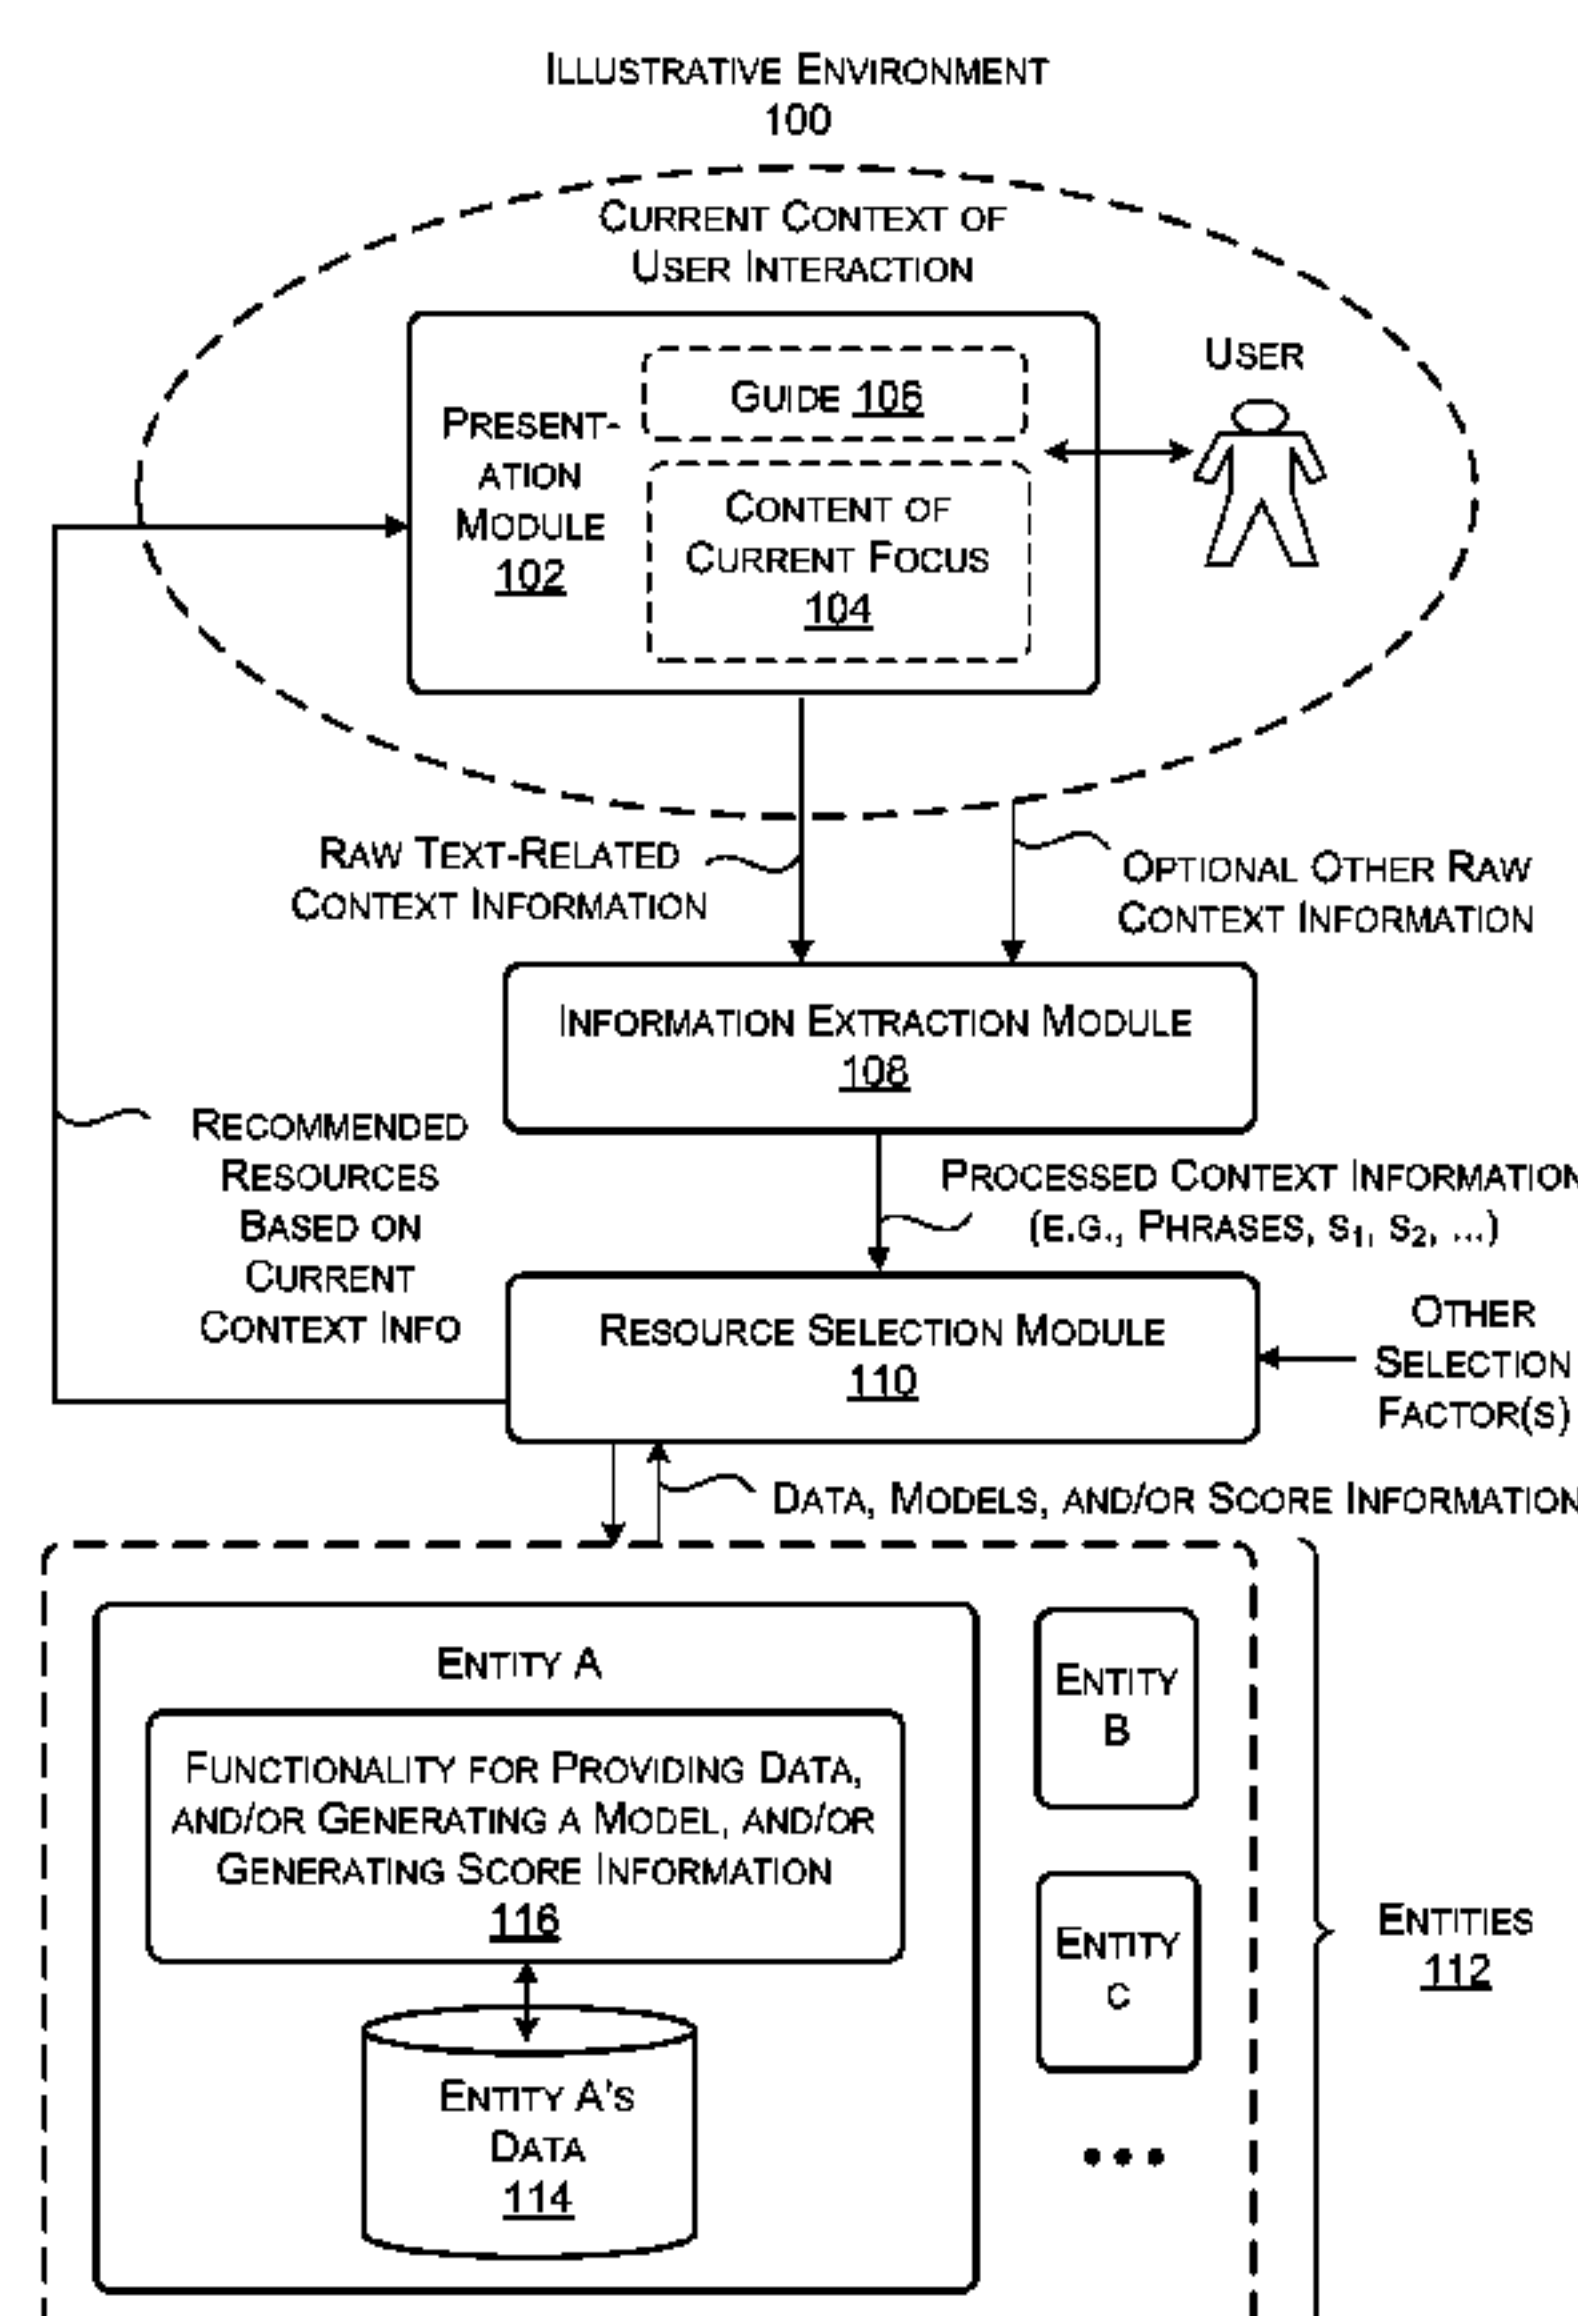 ILLUSTRATIVE ENVIRONMENT
100
CURRENT CONTEXT OF
USER INTERACTION
GUIDE 106
USER
PRESENT-
ATION
MODULE
102
CONTENT OF
CURRENT FOCUS
104
RAW TEXT-RELATED
CONTEXT INFORMATION
OPTIONAL OTHER RAW
CONTEXT INFORMATION
INFORMATION EXTRACTION MODULE
108
RECOMMENDED
RESOURCES
BASED ON
CURRENT
CONTEXT INFO
PROCESSED CONTEXT INFORMATION
(E.G., PHRASES, S1, S2, ...)
RESOURCE SELECTION MODULE
110
OTHER
SELECTION
FACTOR(S)
DATA, MODELS, AND/OR SCORE INFORMATION
ENTITY A
FUNCTIONALITY FOR PROVIDING DATA,
AND/OR GENERATING A MODEL, AND/OR
GENERATING SCORE INFORMATION
116
ENTITY A'S
DATA
114
ENTITY
B
ENTITY
C
ENTITIES
112